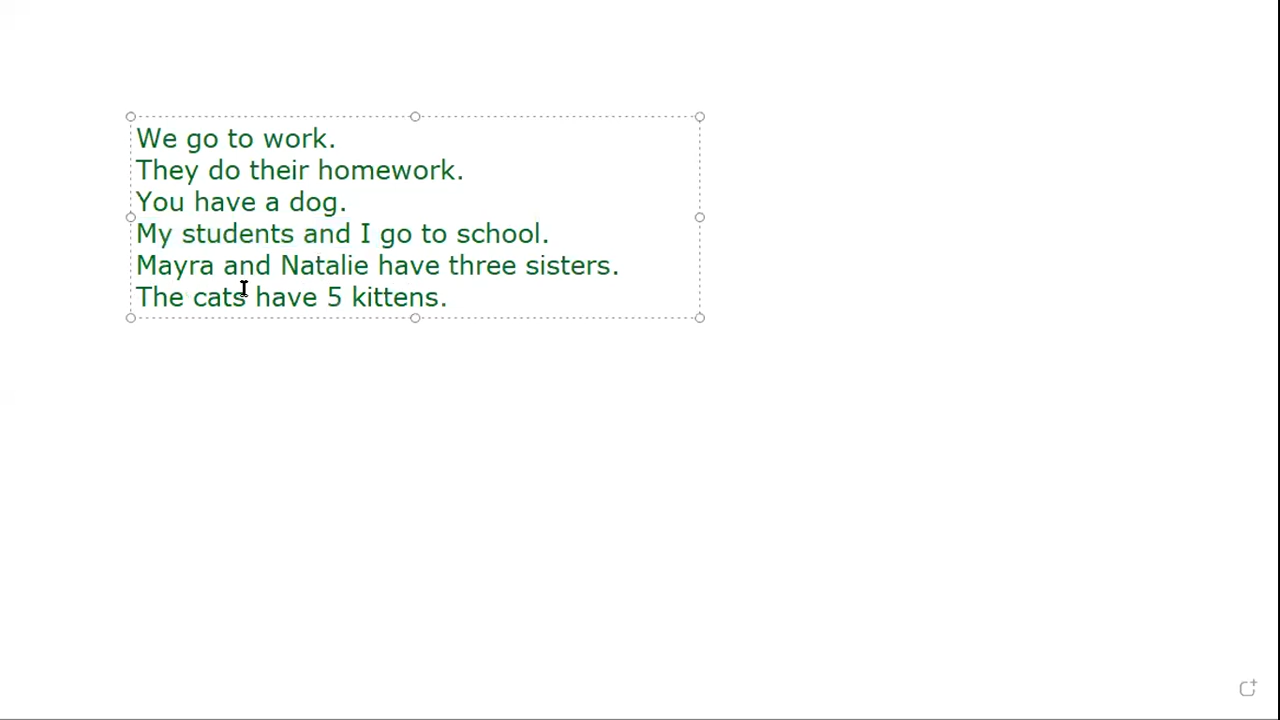 We go to work.
They do their homework.
You have a dog.
My students and I go to school.
Mayra and Natalie have three sisters.
The cats have 5 kittens.